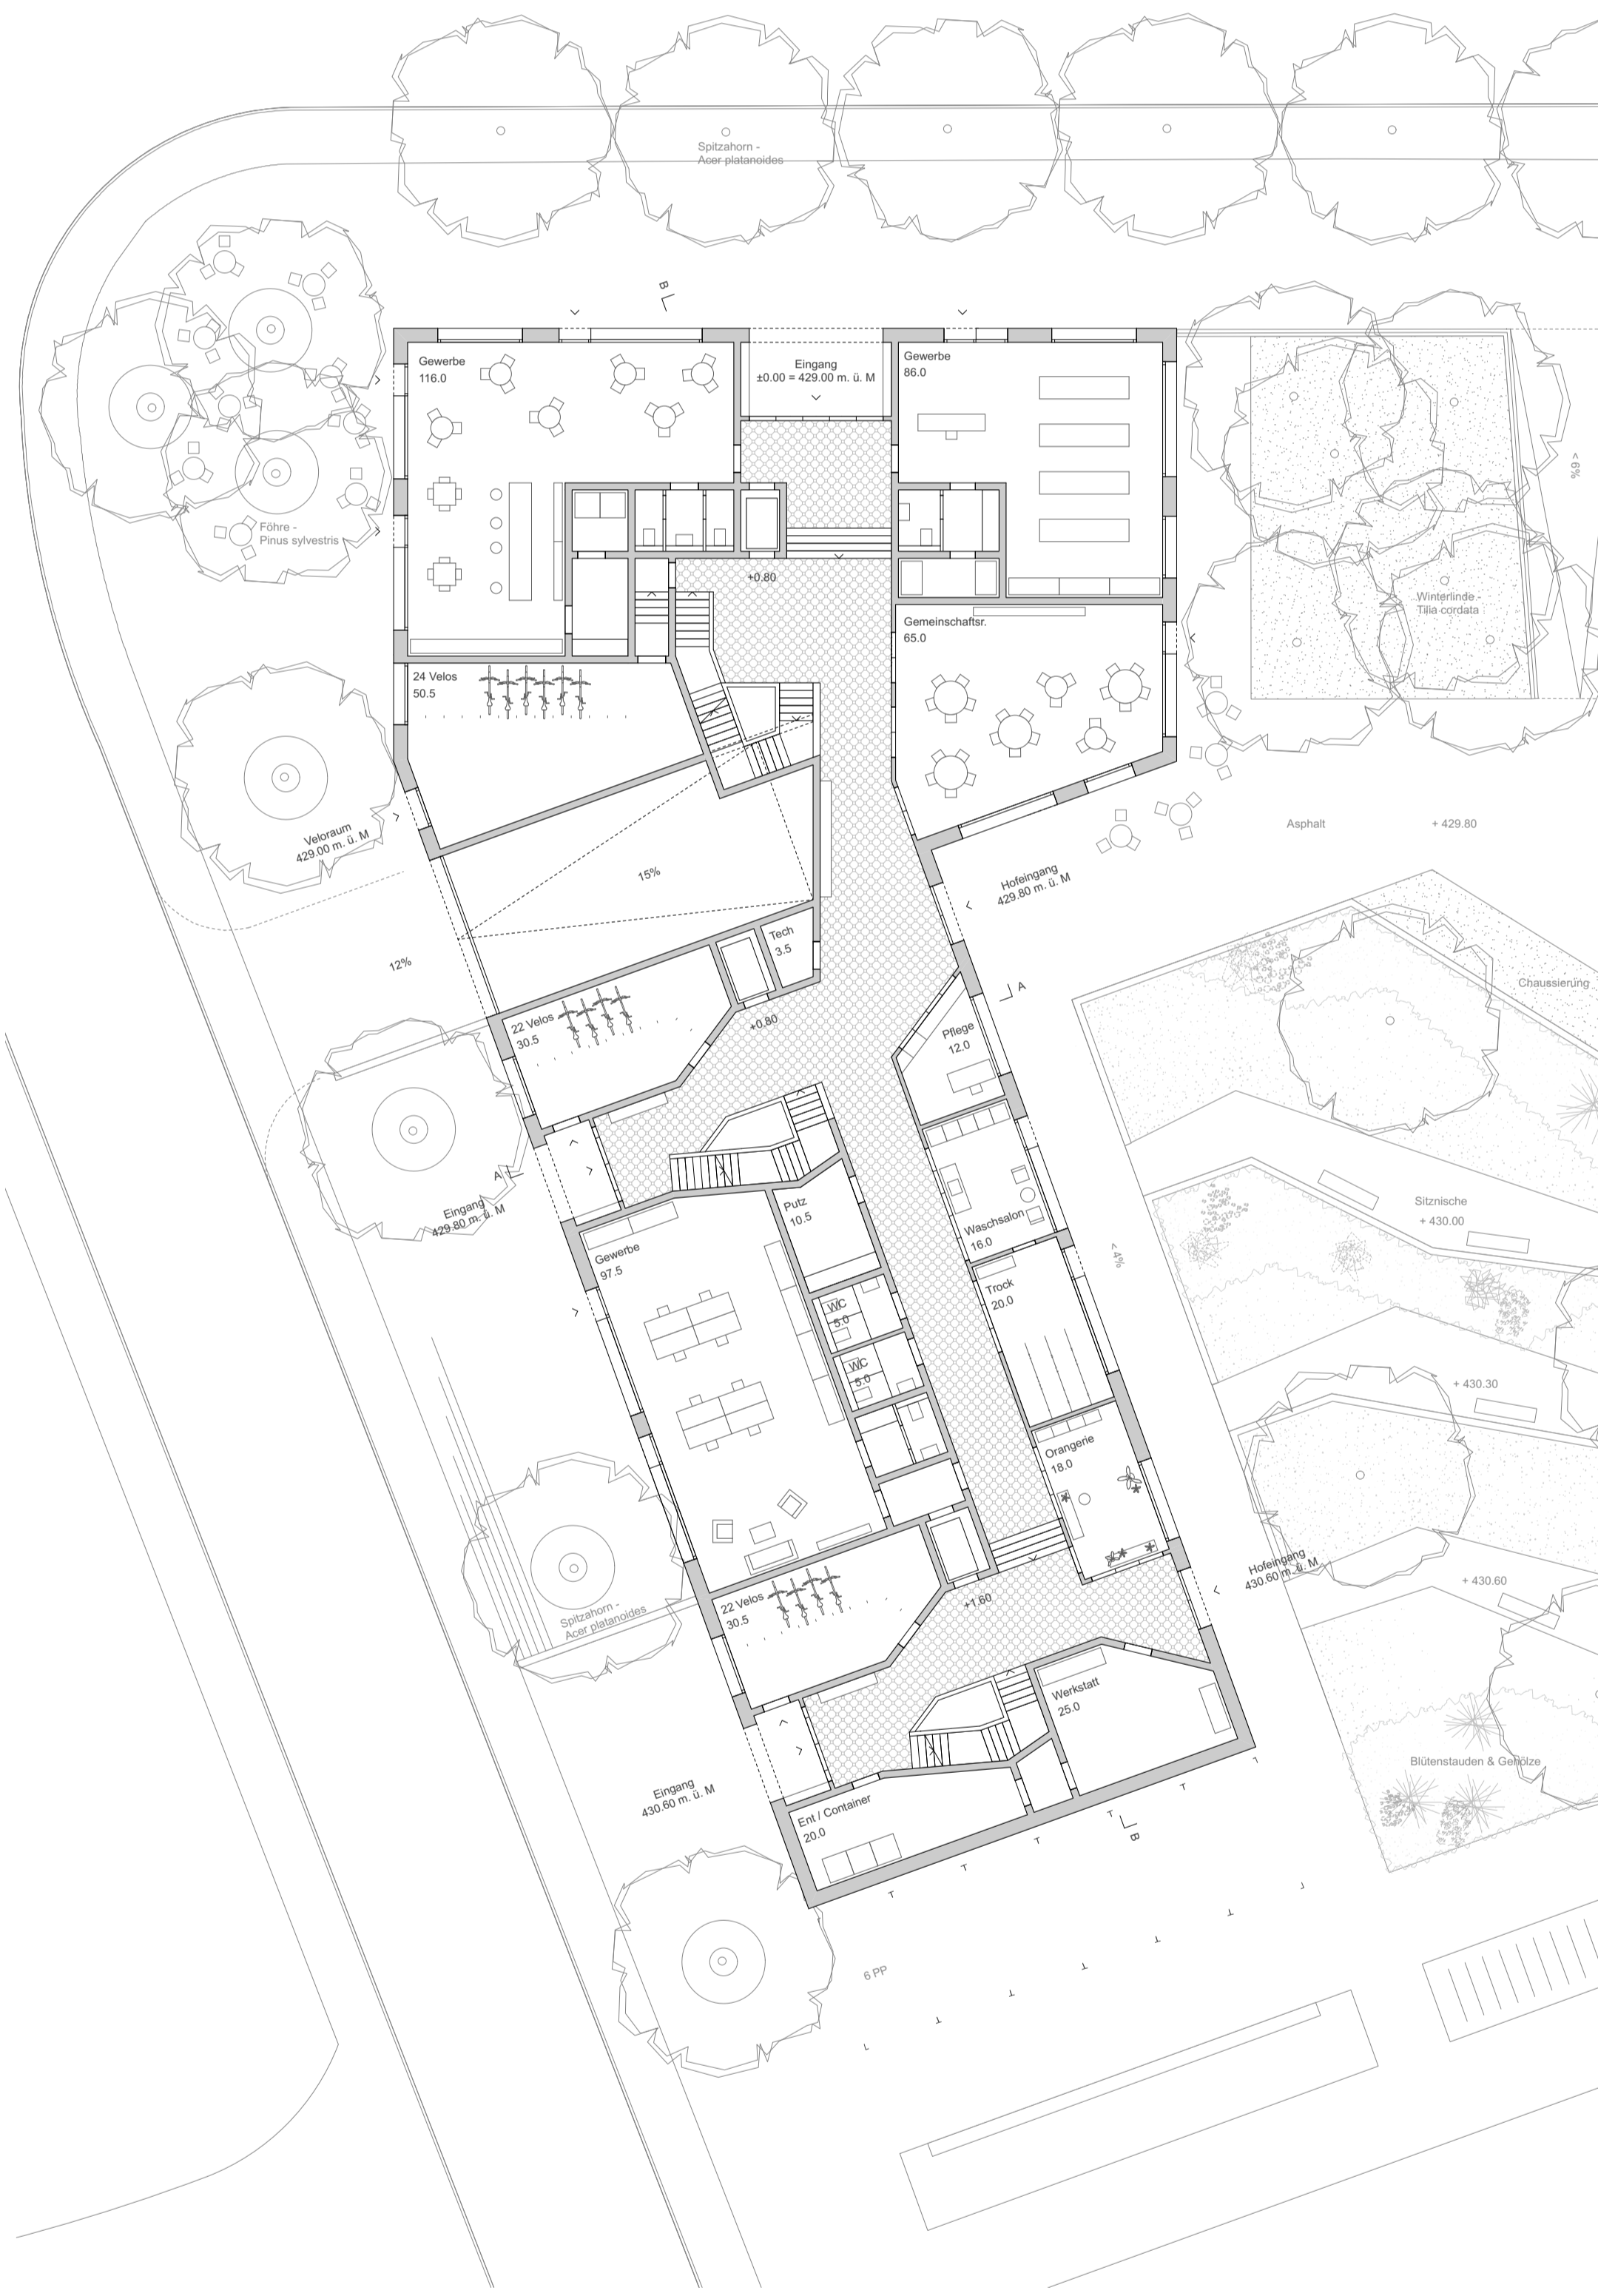 Spitzahorn -
Acer platanoides
B
Gewerbe
116.0
Eingang
±0.00 = 429.00 m. ü. M
Gewerbe
86.0
< 6%
Föhre -
Pinus sylvestris
+0.80
Winterlinde -
Tilia cordata
Gemeinschaftsr.
65.0
24 Velos
50.5
Veloraum
429.00 m. ü. M
15%
Asphalt
+ 429.80
Hofeingang
429.80 m. ü. M
12%
Tech
3.5
A
Chaussierung
22 Velos
30.5
+0.80
Pflege
12.0
A
Eingang
429.80 m. ü. M
Putz
10.5
Waschsalon
16.0
Sitznische
+ 430.00
< 4%
Gewerbe
97.5
Trock
20.0
WC
5.0
WC
5.0
+ 430.30
Orangerie
18.0
Hofeingang
430.60 m. ü. M
+ 430.60
Spitzahorn -
Acer platanoides
22 Velos
30.5
+1.60
Werkstatt
25.0
Blütenstauden & Gehölze
Eingang
430.60 m. ü. M
Ent / Container
20.0
B
6 PP